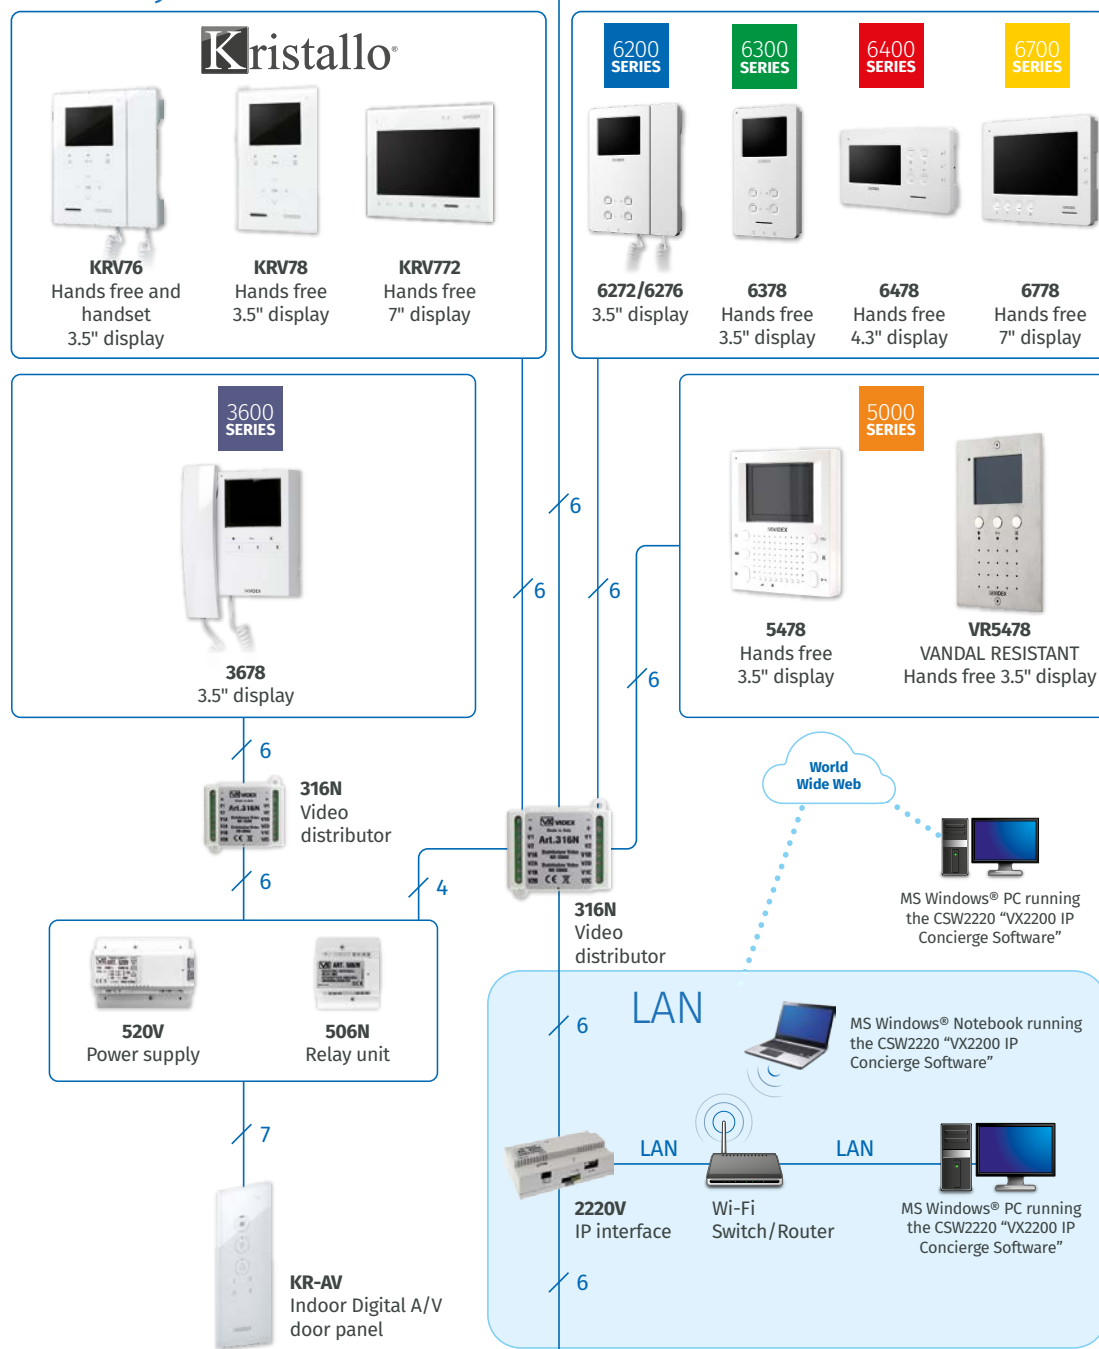 Kristallo®
KRV76
Hands free and
handset
3.5" display
KRV78
Hands free
3.5" display
KRV772
Hands free
7" display
6200
SERIES
6300
SERIES
6400
SERIES
6700
SERIES
6272/6276
3.5" display
6378
Hands free
3.5" display
6478
Hands free
4.3" display
6778
Hands free
7" display
3600
SERIES
3678
3.5" display
5000
SERIES
VIDEX
5478
Hands free
3.5" display
VR5478
VANDAL RESISTANT
Hands free 3.5" display
6
6
6
6
6
316N
Video
distributor
Art.316N
6
4
VIDEX
Art.316N
316N
Video
distributor
World
Wide Web
MS Windows® PC running
the CSW2220 “VX2200 IP
Concierge Software”
520V
Power supply
506N
Relay unit
7
KR-AV
Indoor Digital A/V
door panel
LAN
6
MS Windows® Notebook running
the CSW2220 “VX2200 IP
Concierge Software”
LAN
LAN
2220V
IP interface
Wi-Fi
Switch/Router
MS Windows® PC running
the CSW2220 “VX2200 IP
Concierge Software”
6